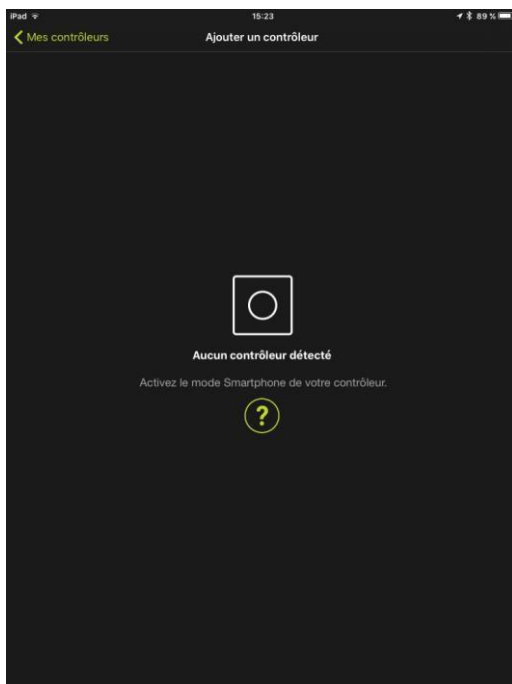 iPad 15:23 89 %
Mes contrôleurs Ajouter un contrôleur
Aucun contrôleur détecté
Activez le mode Smartphone de votre contrôleur.
?